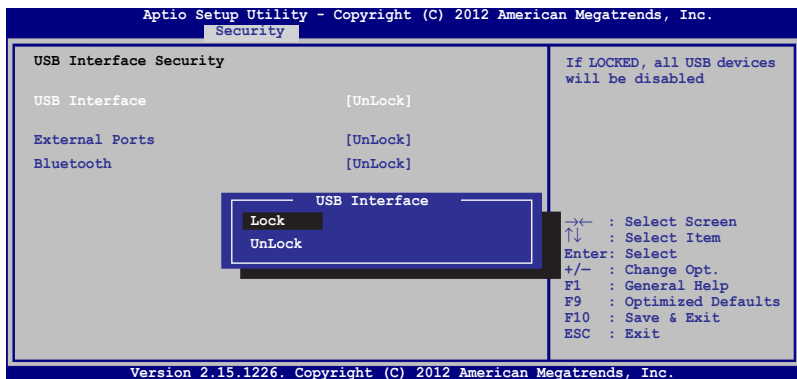 Aptio Setup Utility - Copyright (C) 2012 American Megatrends, Inc.
Security
USB Interface Security
USB Interface [UnLock]
External Ports [UnLock]
Bluetooth [UnLock]
If LOCKED, all USB devices
will be disabled
USB Interface
Lock
UnLock
→← : Select Screen
↑↓ : Select Item
Enter: Select
+/— : Change Opt.
F1 : General Help
F9 : Optimized Defaults
F10 : Save & Exit
ESC : Exit
Version 2.15.1226. Copyright (C) 2012 American Megatrends, Inc.